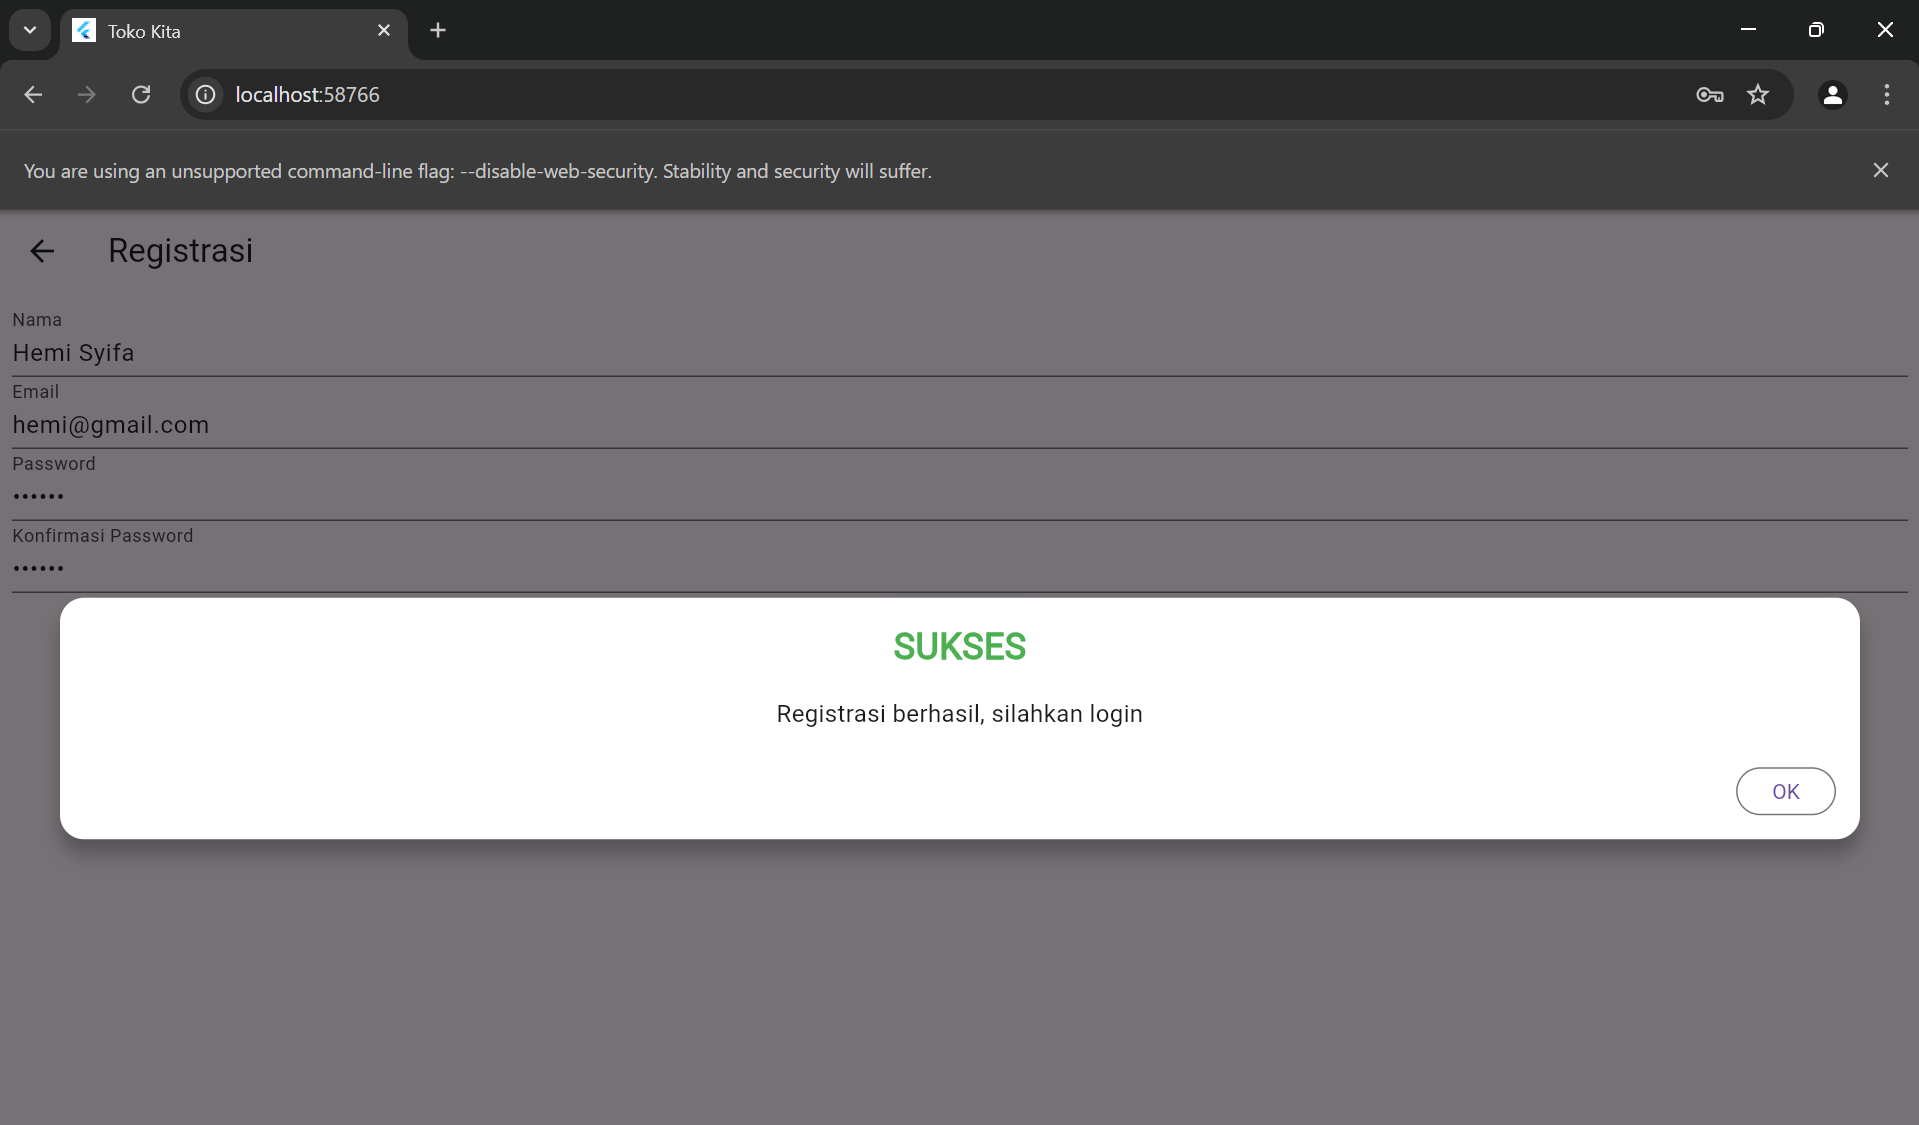 Toko Kita
localhost:58766
You are using an unsupported command-line flag: --disable-web-security. Stability and security will suffer.
Registrasi
Nama
Hemi Syifa
Email
hemi@gmail.com
Password
••••••
Konfirmasi Password
••••••
SUKSES
Registrasi berhasil, silahkan login
OK